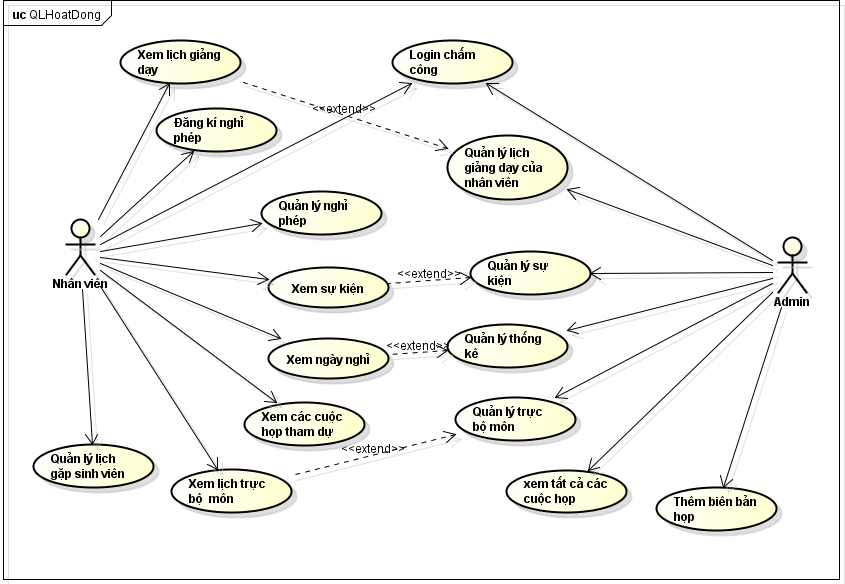 uc QLHoatDong
Xem lịch giảng
dạy
Login chấm
công
<<extend>>
Đăng kí nghỉ
phép
Quản lý lịch
giảng dạy của
nhân viên
Quản lý nghỉ
phép
Nhân viên
Xem sự kiện
<<extend>>
Quản lý sự
kiện
Admin
Xem ngày nghỉ
<<extend>>
Quản lý thống
kê
Xem các cuộc
họp tham dự
Quản lý trực
bộ môn
<<extend>>
Quản lý lịch
gặp sinh viên
Xem lịch trực
bộ môn
xem tất cả các
cuộc họp
Thêm biên bản
họp